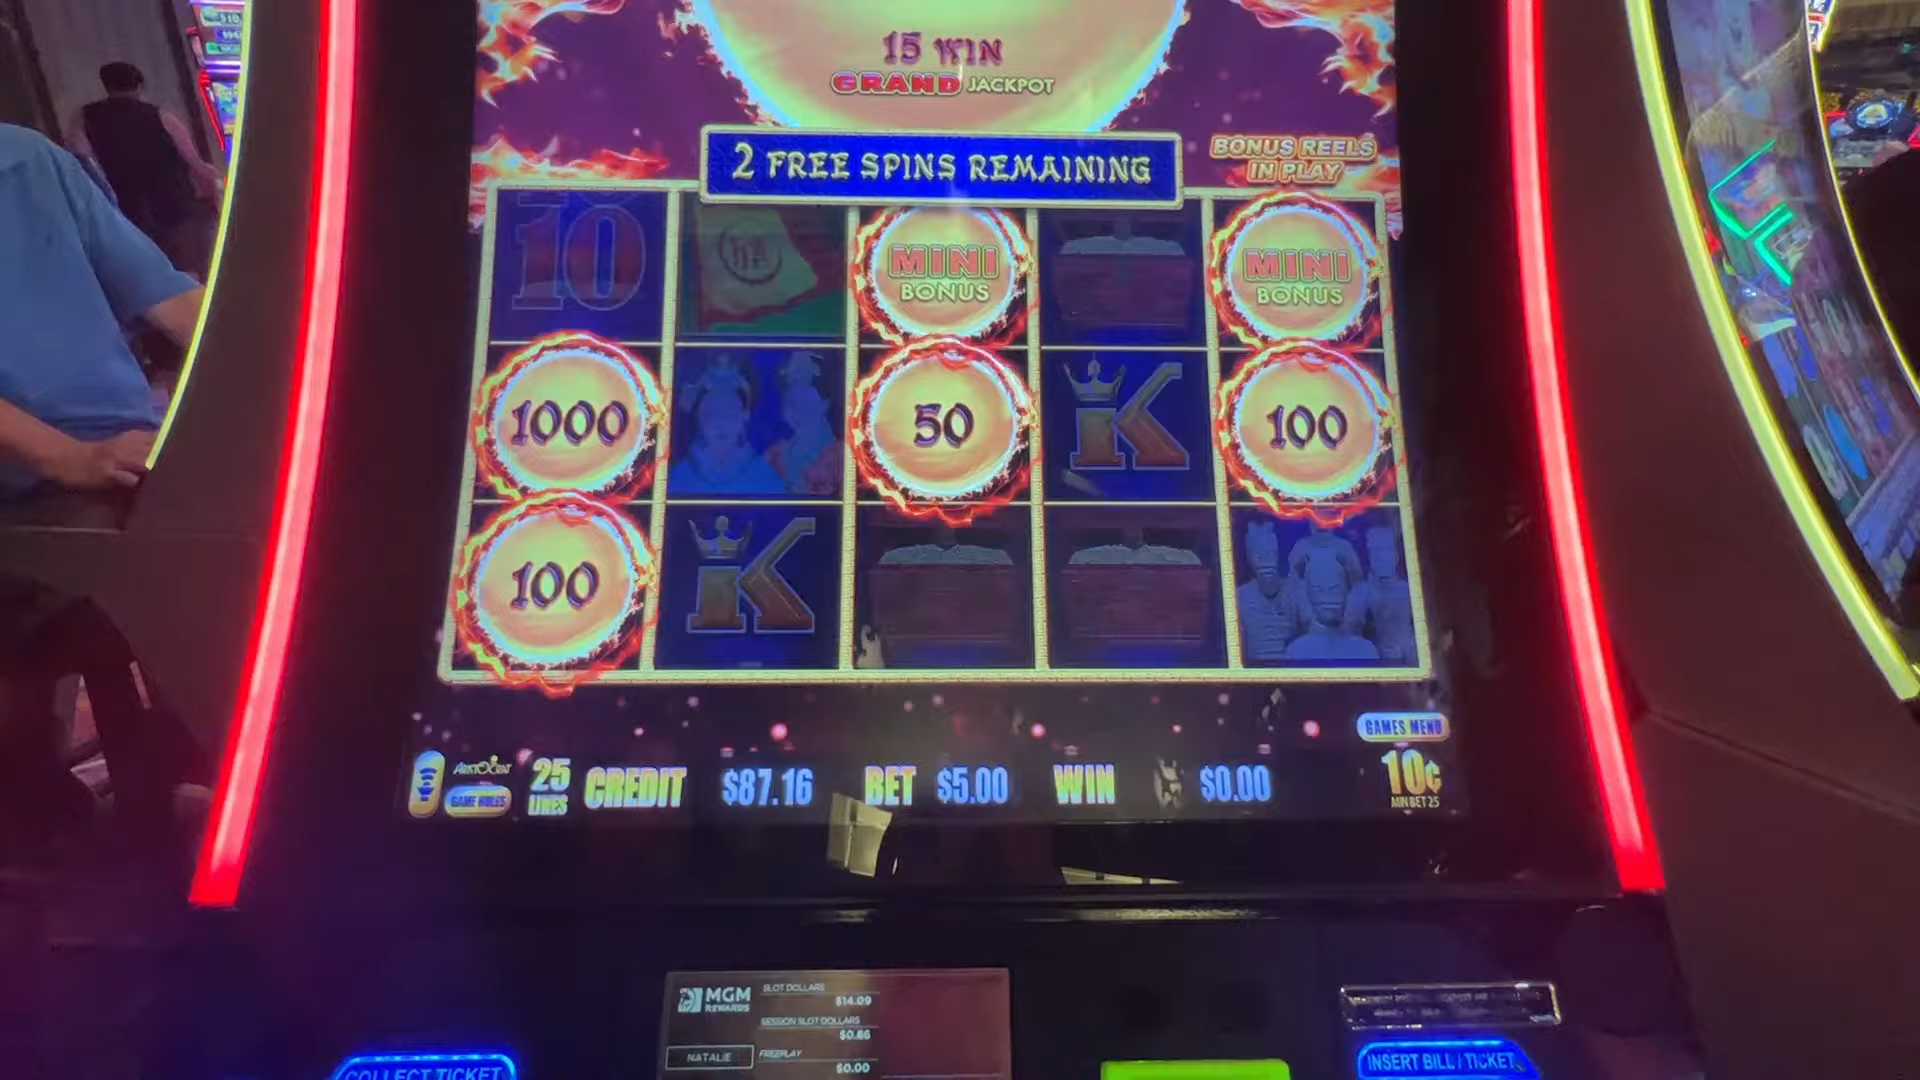 15 WIN
GRAND JACKPOT
2 FREE SPINS REMAINING
BONUS REELS
IN PLAY
10
MINI
BONUS
MINI
BONUS
1000
50
K
100
100
K
GAMES MENU
ARISTOCRAT
GAME RULES
25
LINES
CREDIT $87.16 BET $5.00 WIN $0.00
10¢
MIN BET 25
MGM
REWARDS
SLOT DOLLARS
$14.09
SESSION SLOT DOLLARS
$0.86
NATALIE
FREEPLAY
$0.00
COLLECT TICKET
INSERT BILL / TICKET